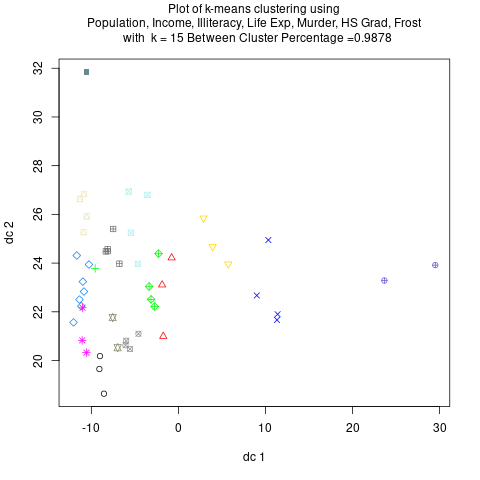 Plot of k-means clustering using
Population, Income, Illiteracy, Life Exp, Murder, HS Grad, Frost
with k = 15 Between Cluster Percentage =0.9878
32
30
28
26
24
22
20
dc 2
-10 0 10 20 30
dc 1